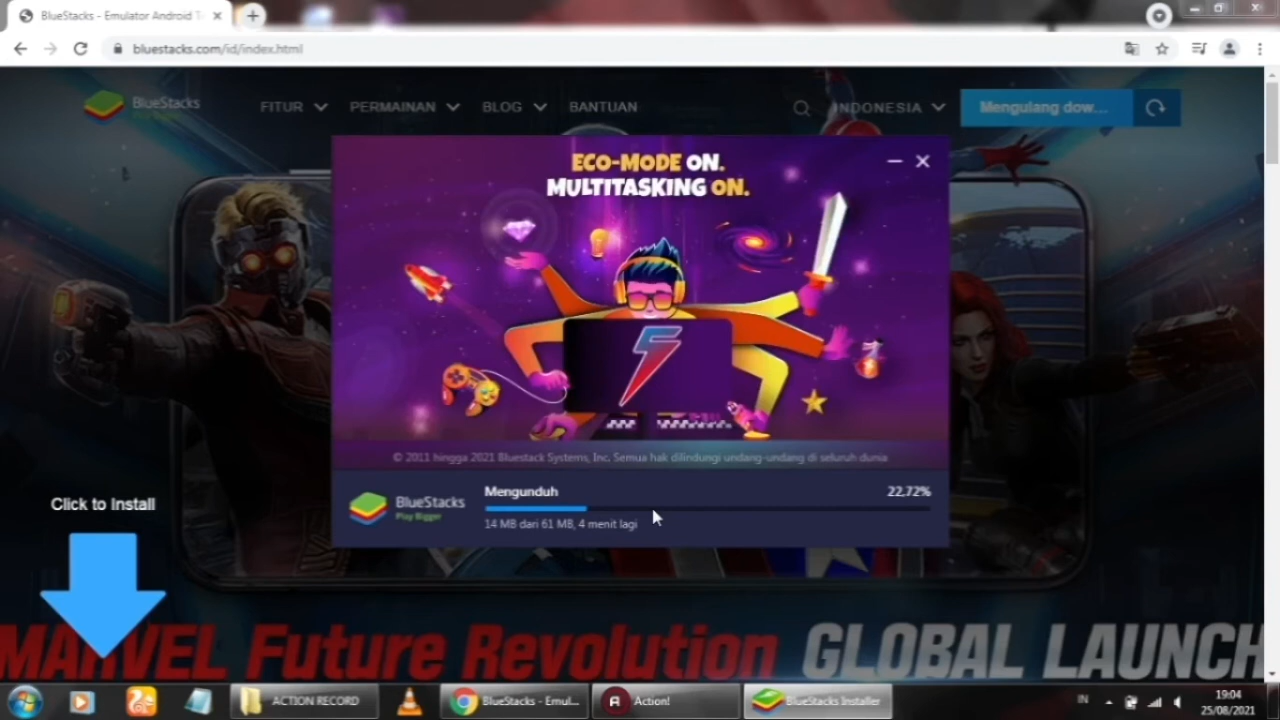 BlueStacks - Emulator Android T
bluestacks.com/id/index.html
BlueStacks
FITUR
PERMAINAN
BLOG
BANTUAN
INDONESIA
Mengulang dow...
ECO-MODE ON.
MULTITASKING ON.
© 2011 hingga 2021 Bluestack Systems, Inc. Semua hak dilindungi undang-undang di seluruh dunia
BlueStacks
Play Bigger
Mengunduh
22,72%
14 MB dari 61 MB, 4 menit lagi
Click to Install
MARVEL Future Revolution GLOBAL LAUNCH
ACTION RECORD
BlueStacks - Emul...
Action!
BlueStacks Installer
IN
19:04
25/08/2021